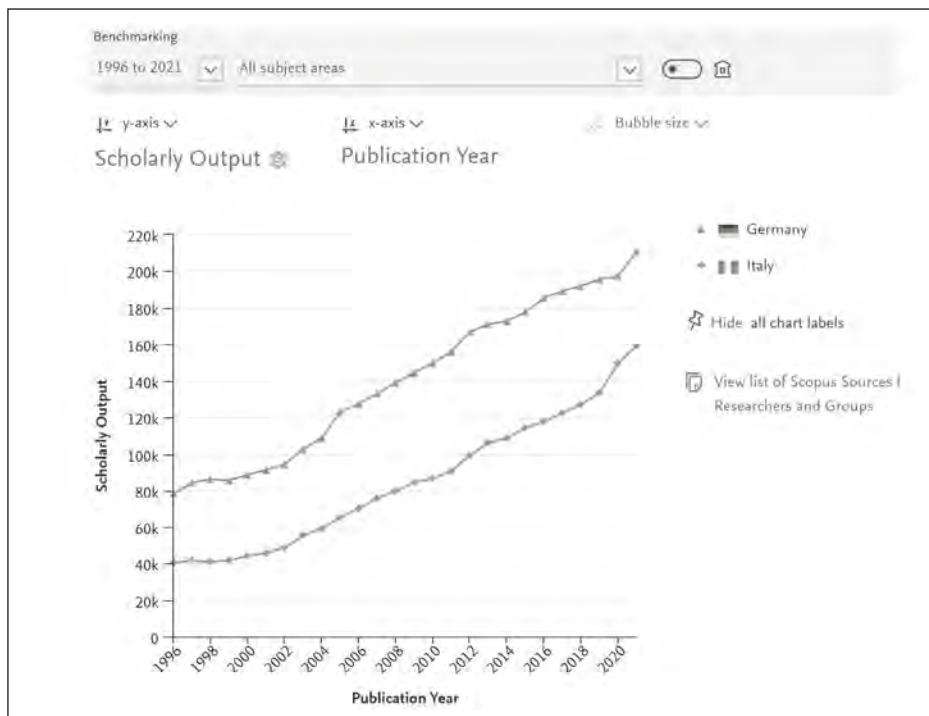 Benchmarking
1996 to 2021 All subject areas
y-axis x-axis Bubble size
Scholarly Output Publication Year
220k
200k
180k
160k
140k
120k
100k
80k
60k
40k
20k
0
Scholarly Output
1996 1998 2000 2002 2004 2006 2008 2010 2012 2014 2016 2018 2020
Publication Year
Germany
Italy
Hide all chart labels
View list of Scopus Sources
Researchers and Groups